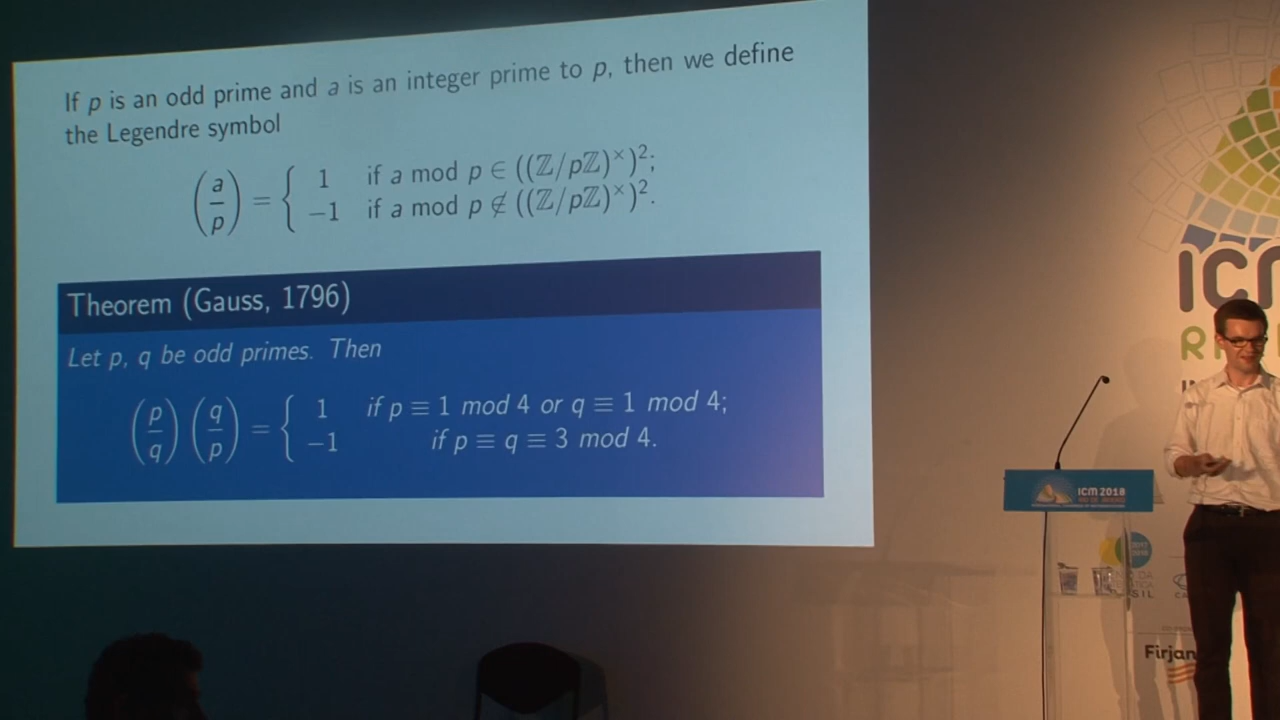 If p is an odd prime and a is an integer prime to p, then we define
the Legendre symbol
(a/p) = { 1 if a mod p ∈ ((ℤ/pℤ)^×)^2;
−1 if a mod p ∉ ((ℤ/pℤ)^×)^2.
Theorem (Gauss, 1796)
Let p, q be odd primes. Then
(p/q) (q/p) = { 1 if p ≡ 1 mod 4 or q ≡ 1 mod 4;
−1 if p ≡ q ≡ 3 mod 4.
ICM 2018
Firjan